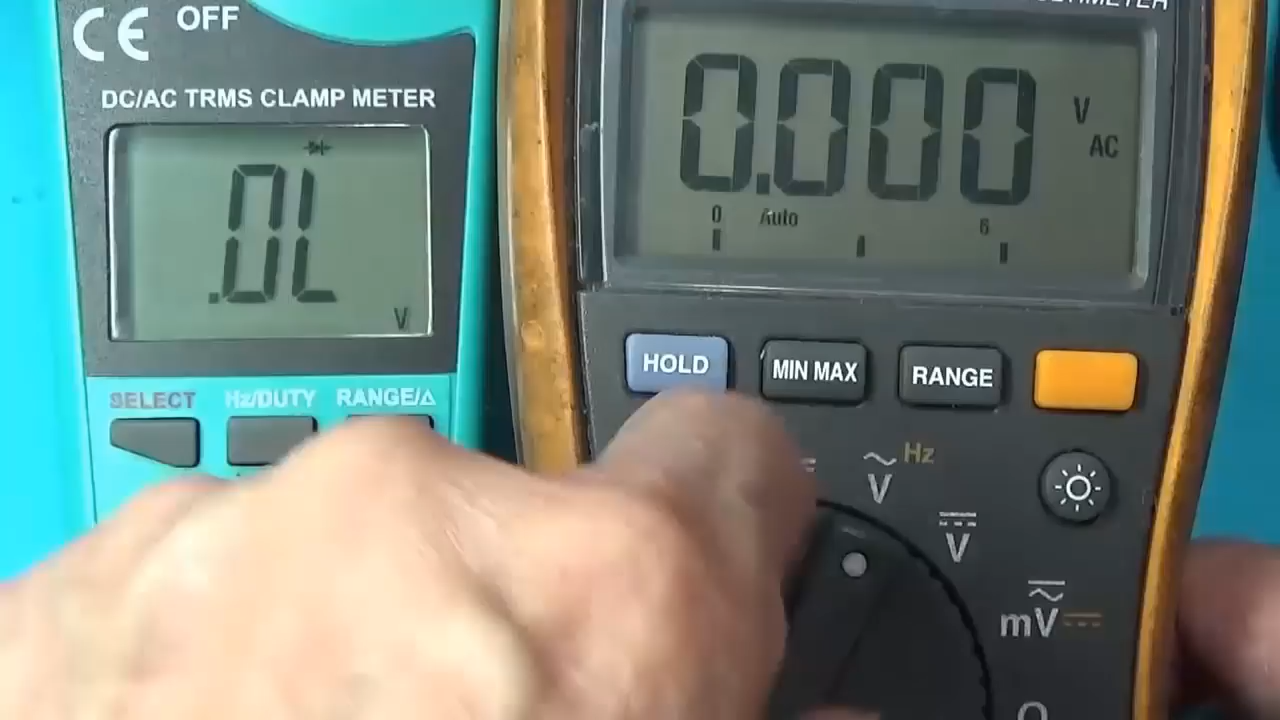 CE OFF
DC/AC TRMS CLAMP METER
.0L
V
SELECT Hz/DUTY RANGE/Δ
0.000 V AC
0 Auto 6
HOLD MIN MAX RANGE
V Hz
V
mV